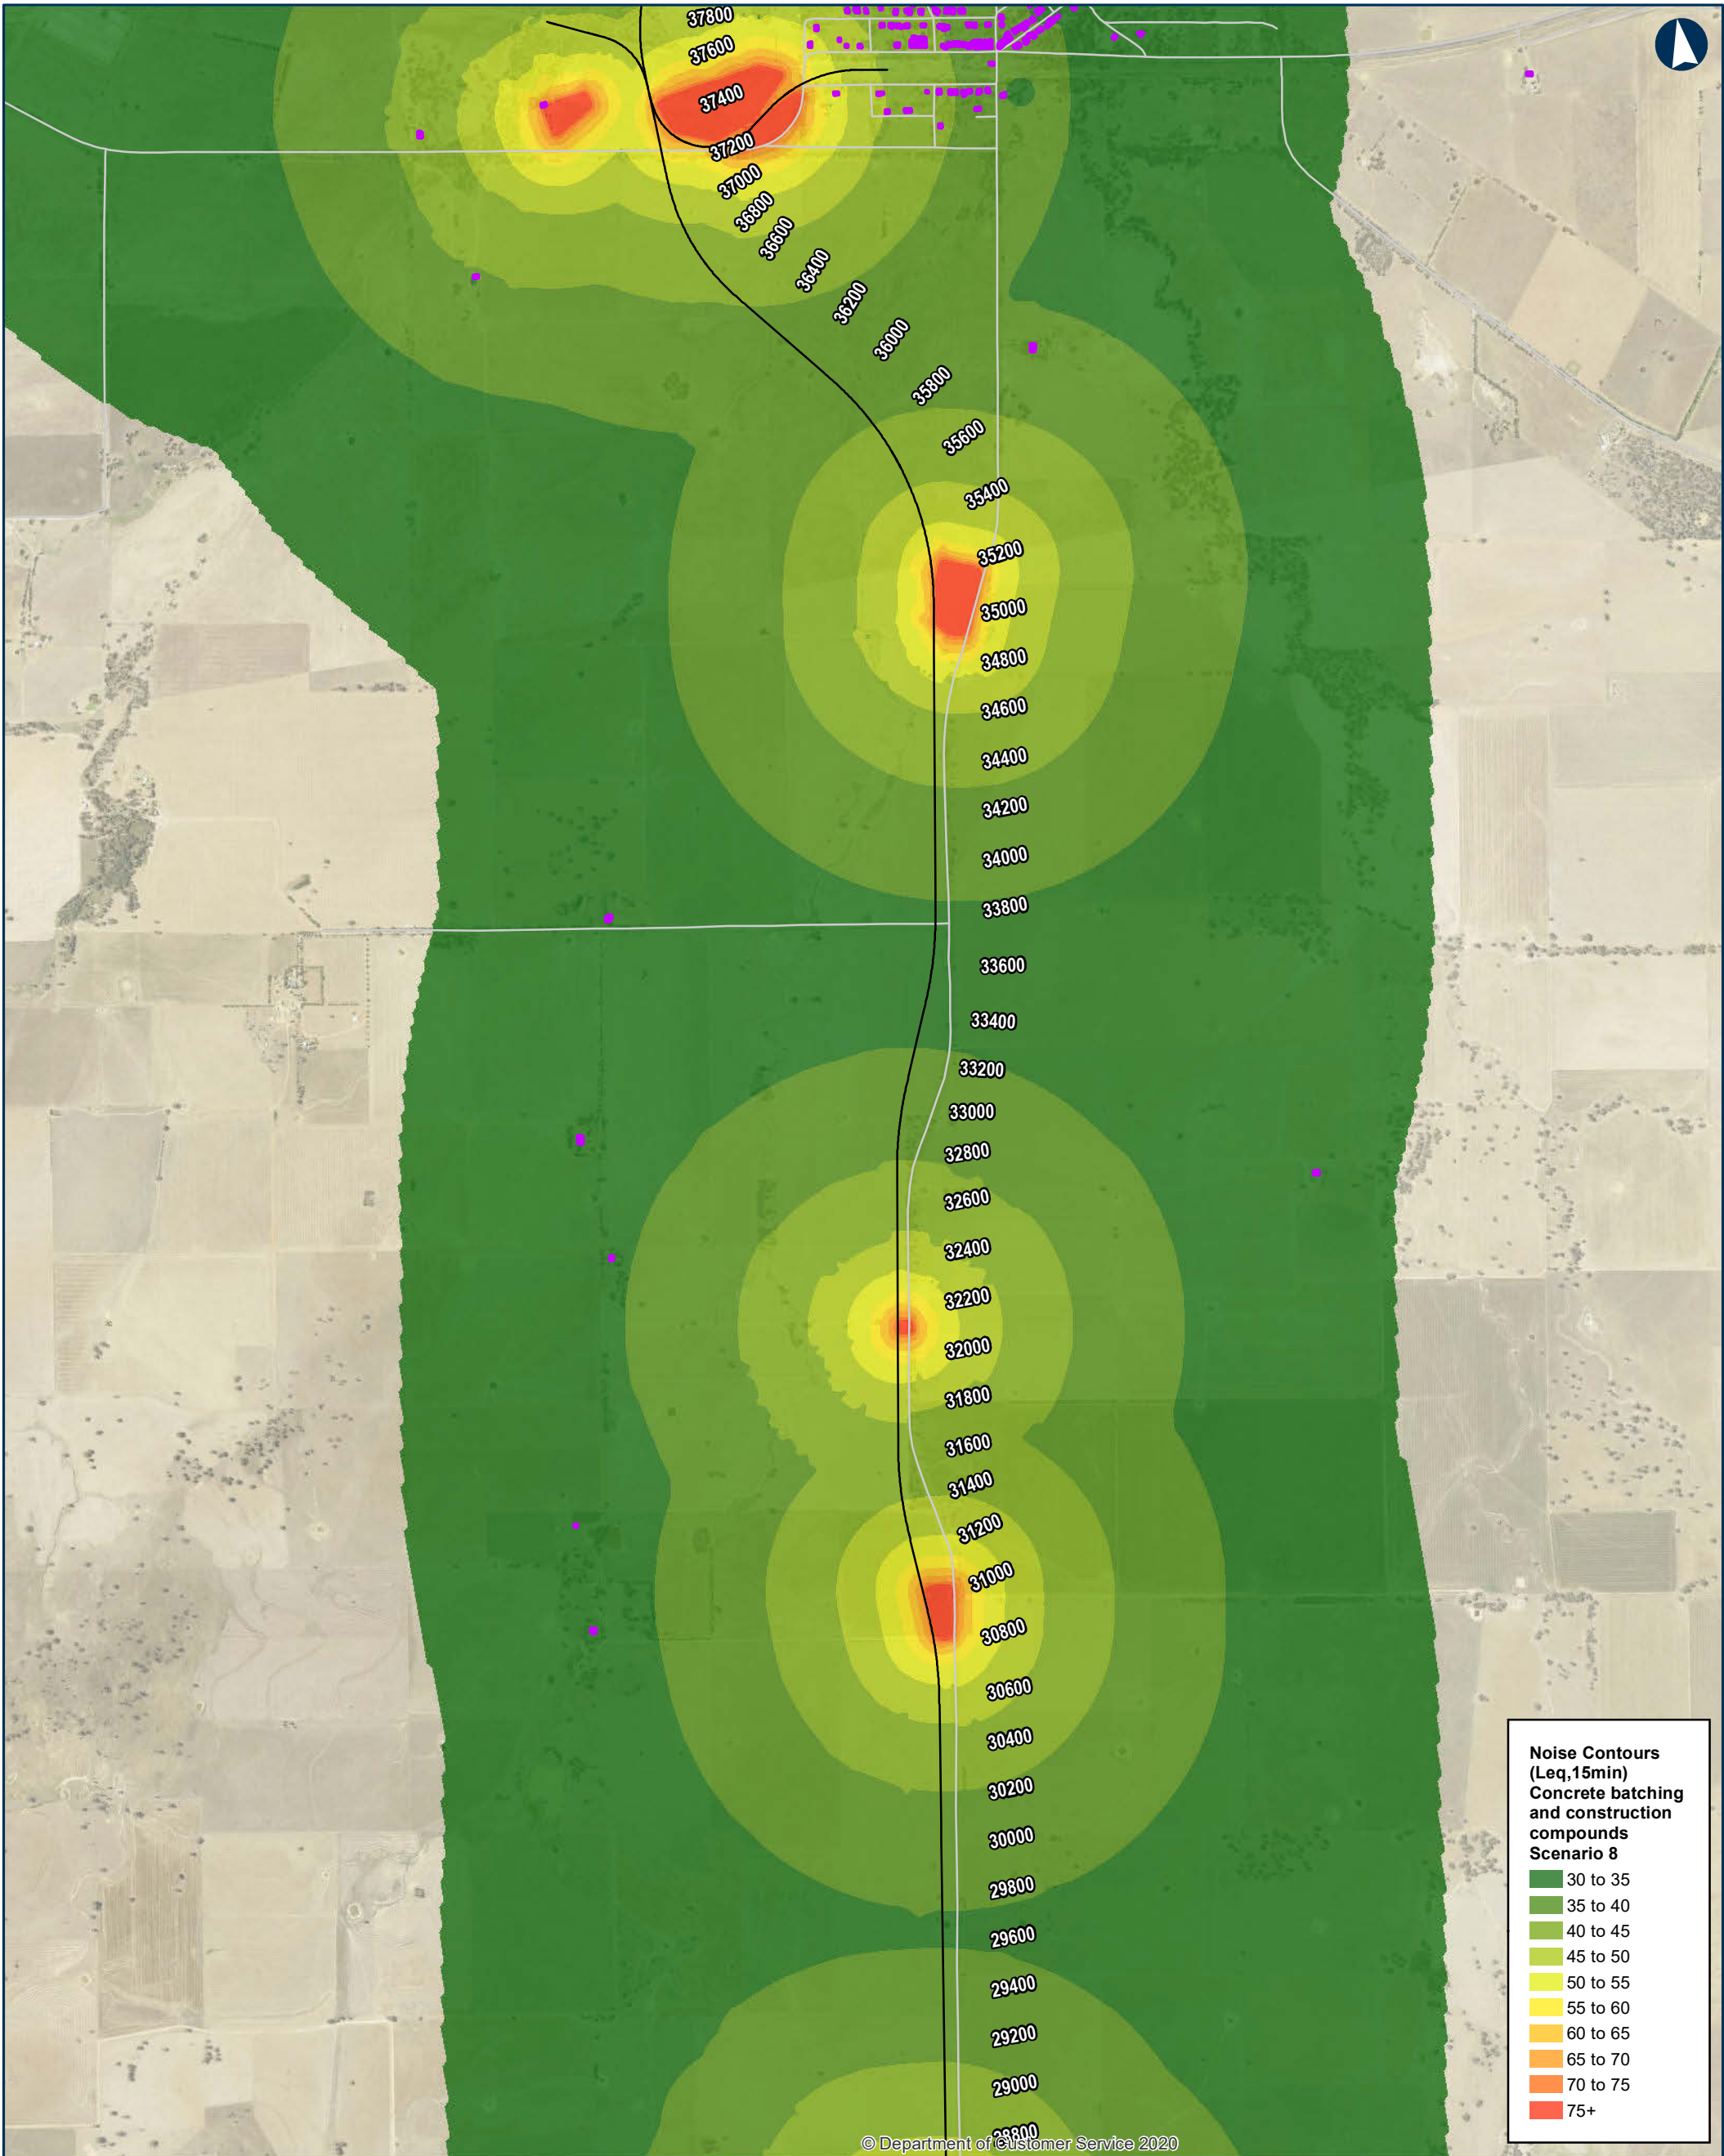 37800
37600
37400
37200
37000
36800
36600
36400
36200
36000
35800
35600
35400
35200
35000
34800
34600
34400
34200
34000
33800
33600
33400
33200
33000
32800
32600
32400
32200
32000
31800
31600
31400
31200
31000
30800
30600
30400
30200
30000
29800
29600
29400
29200
29000
28800
Noise Contours
(Leq,15min)
Concrete batching
and construction
compounds
Scenario 8
30 to 35
35 to 40
40 to 45
45 to 50
50 to 55
55 to 60
60 to 65
65 to 70
70 to 75
75+
© Department of Customer Service 2020